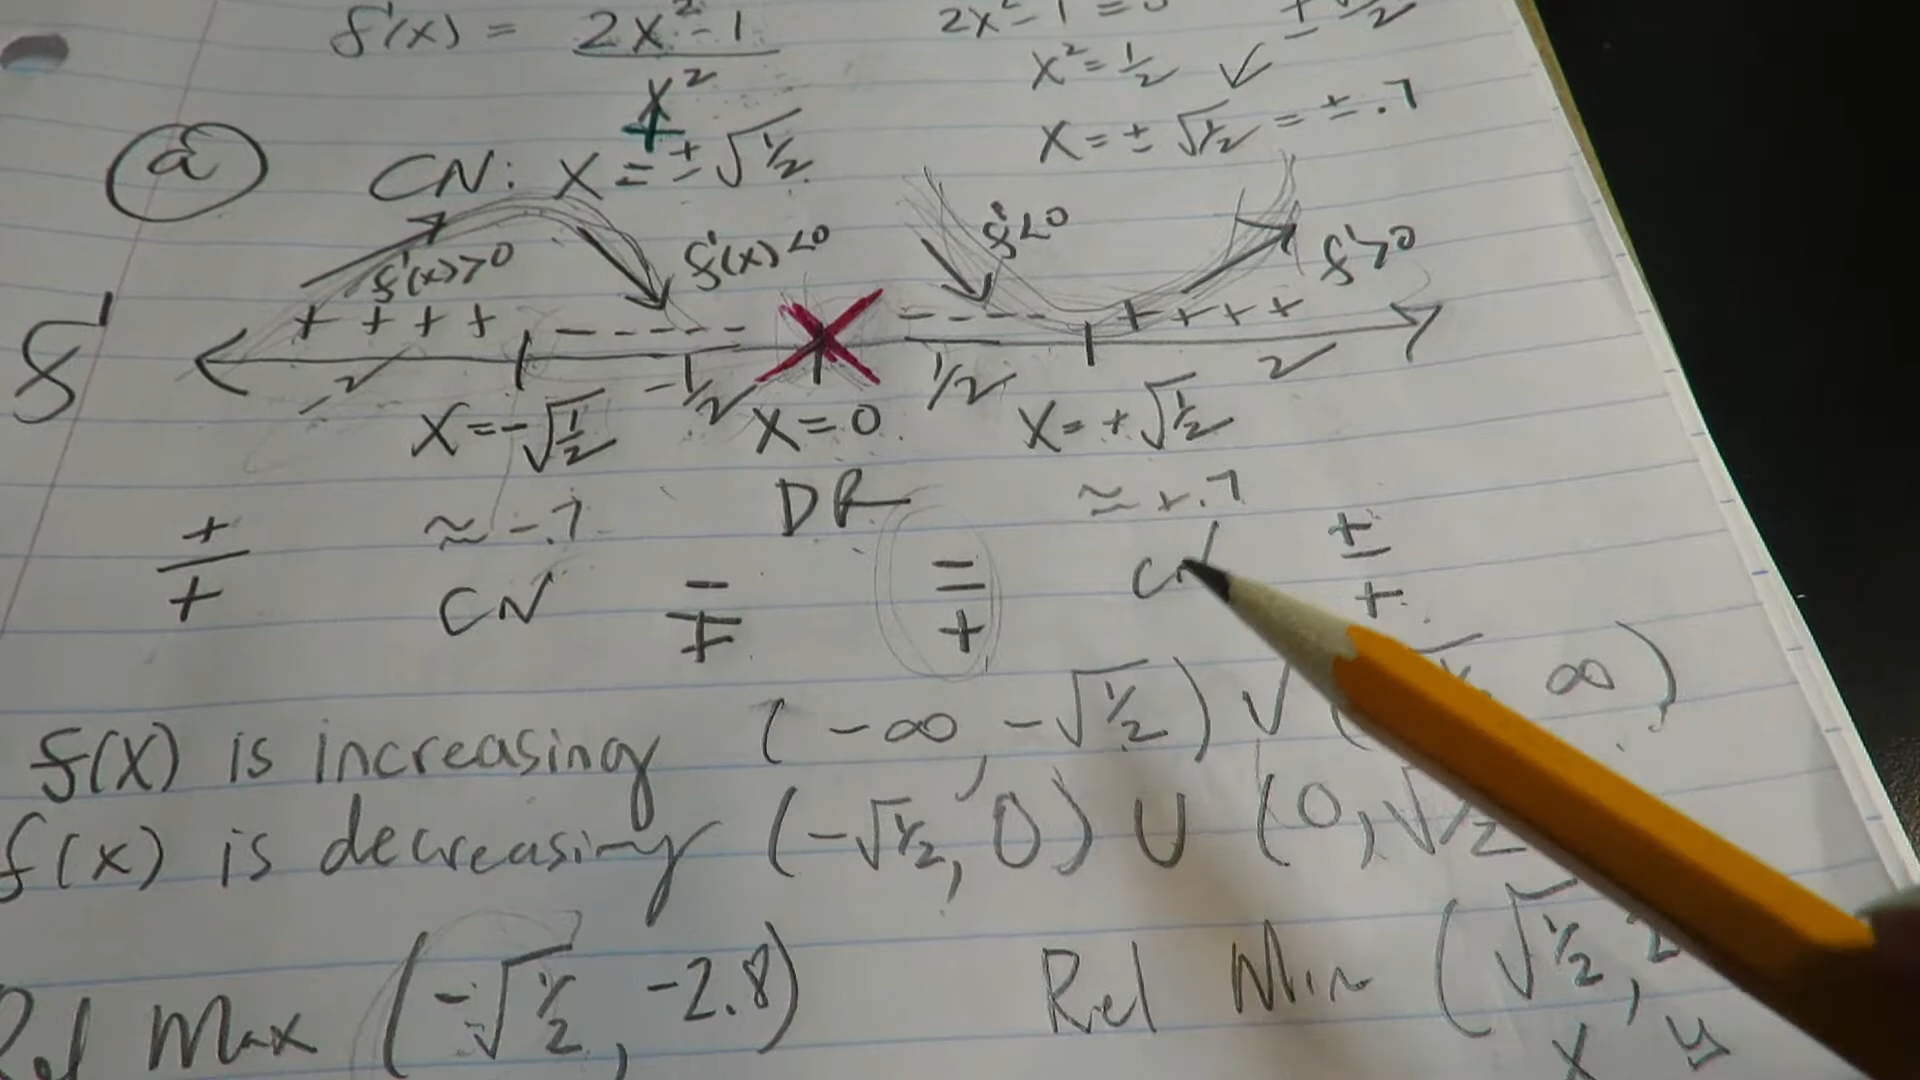 f'(x) = 2x²-1 / x²
2x²-1=0
x² = 1/2
x = ± √1/2 = ± .7
a CN: x = ± √1/2
f'(x)>0 f'(x)<0 f'<0 f'>0
f' + + + + - - - - - - - - - - + + + +
-2 -1/2 1/2 2
x=-√1/2 x=0 x=+√1/2
≈ -.7 DR ≈ +.7
+/+ CN -/+ -/+ CN +/+
f(x) is increasing (-∞, -√1/2) ∪ ( ∞)
f(x) is decreasing (-√1/2, 0) ∪ (0, √1/2
Rel Max (-√1/2, -2.8) Rel Min (√1/2, 2
x, y